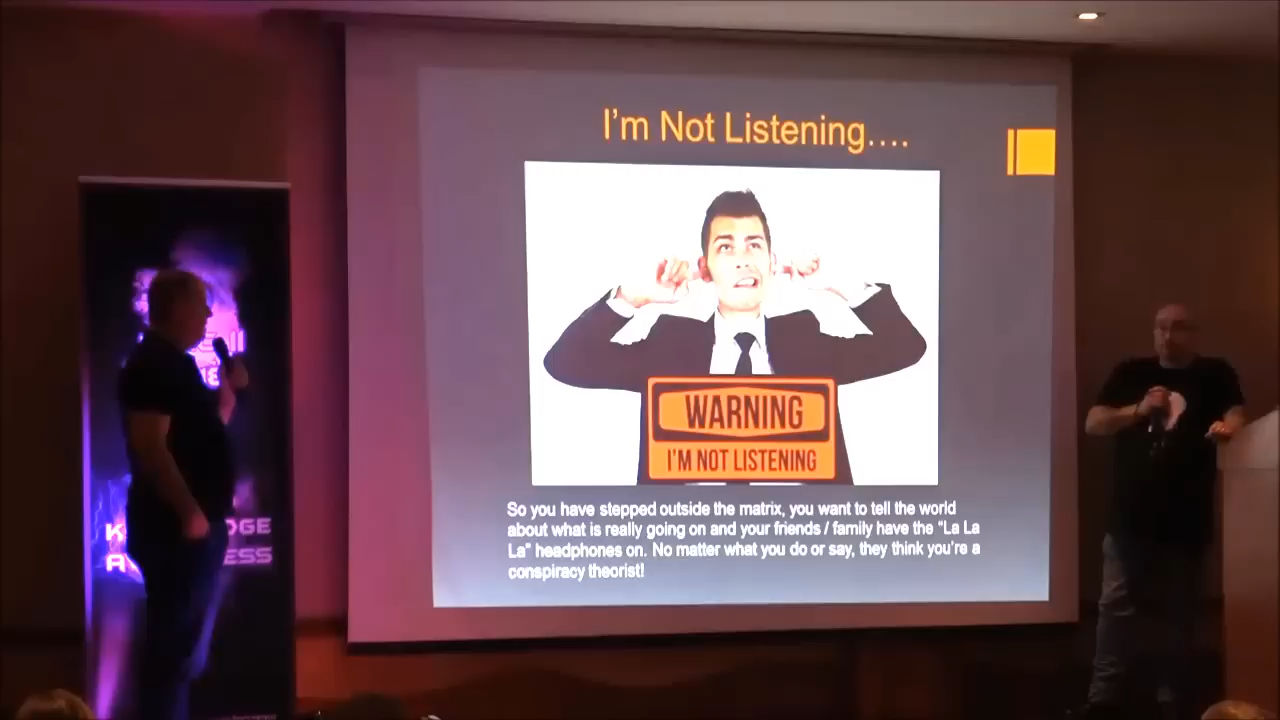 I'm Not Listening....
WARNING
I'M NOT LISTENING
So you have stepped outside the matrix, you want to tell the world
about what is really going on and your friends / family have the “La La
La” headphones on. No matter what you do or say, they think you're a
conspiracy theorist!